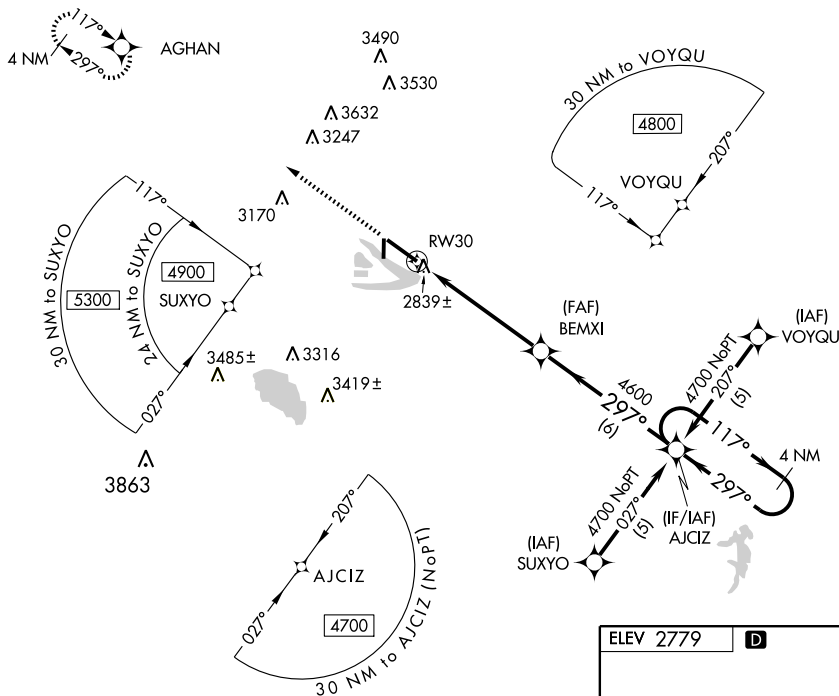 117°
297°
4 NM
AGHAN
3490
3530
3632
3247
3170
30 NM to VOYQU
4800
207°
117°
VOYQU
117°
30 NM to SUXYO
5300
24 NM to SUXYO
4900
SUXYO
027°
RW30
2839±
3485±
3316
3419±
3863
(FAF)
BEMXI
(IAF)
VOYQU
4700 NoPT
207°
(5)
4600
297°
(6)
117°
4 NM
297°
4700 NoPT
027°
(5)
(IF/IAF)
AJCIZ
(IAF)
SUXYO
207°
AJCIZ
027°
4700
30 NM to AJCIZ (NoPT)
ELEV 2779
D